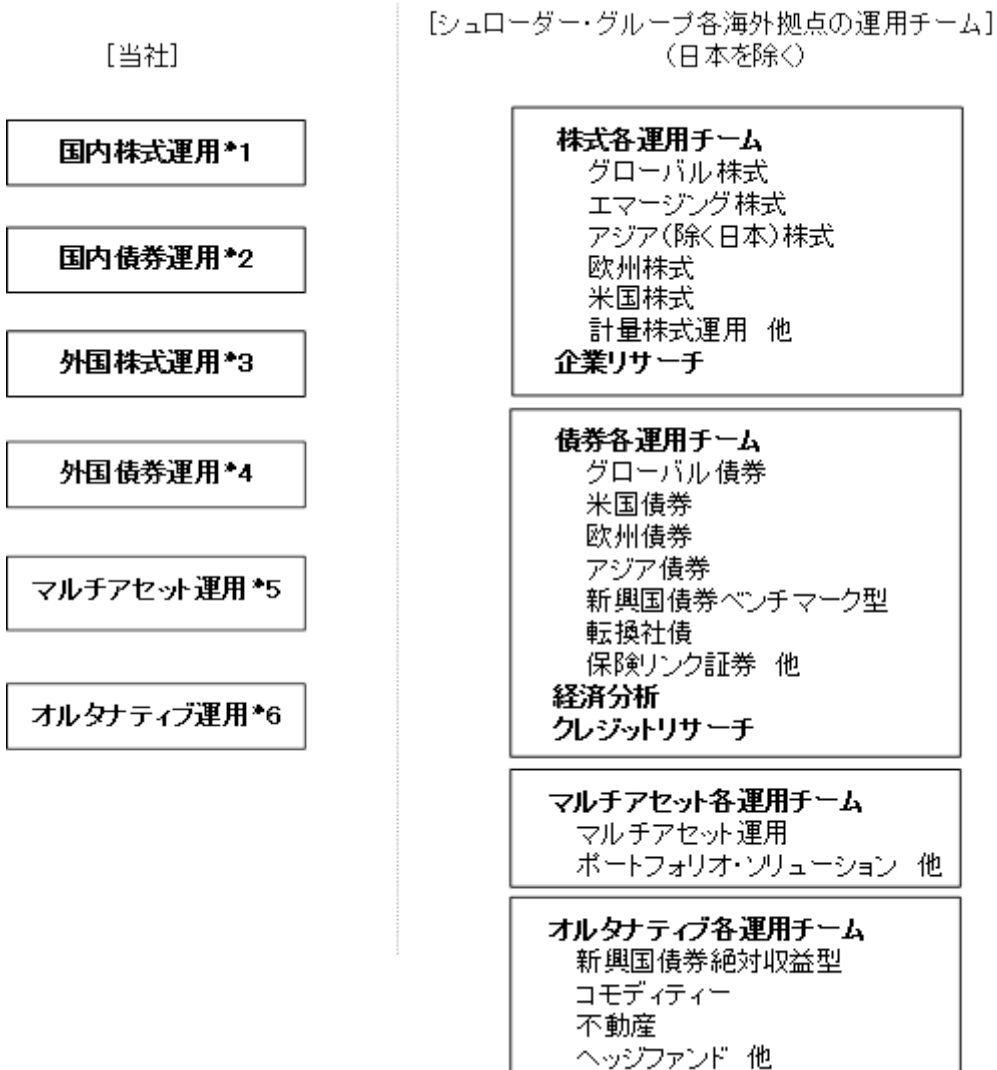 [当社]
国内株式運用*1
国内債券運用*2
外国株式運用*3
外国債券運用*4
マルチアセット運用*5
オルタナティブ運用*6
[シュローダー・グループ各海外拠点の運用チーム]
(日本を除く)
株式各運用チーム
グローバル株式
エマージング株式
アジア(除く日本)株式
欧州株式
米国株式
計量株式運用 他
企業リサーチ
債券各運用チーム
グローバル債券
米国債券
欧州債券
アジア債券
新興国債券ベンチマーク型
転換社債
保険リンク証券 他
経済分析
クレジットリサーチ
マルチアセット各運用チーム
マルチアセット運用
ポートフォリオ・ソリューション 他
オルタナティブ各運用チーム
新興国債券絶対収益型
コモディティー
不動産
ヘッジファンド 他